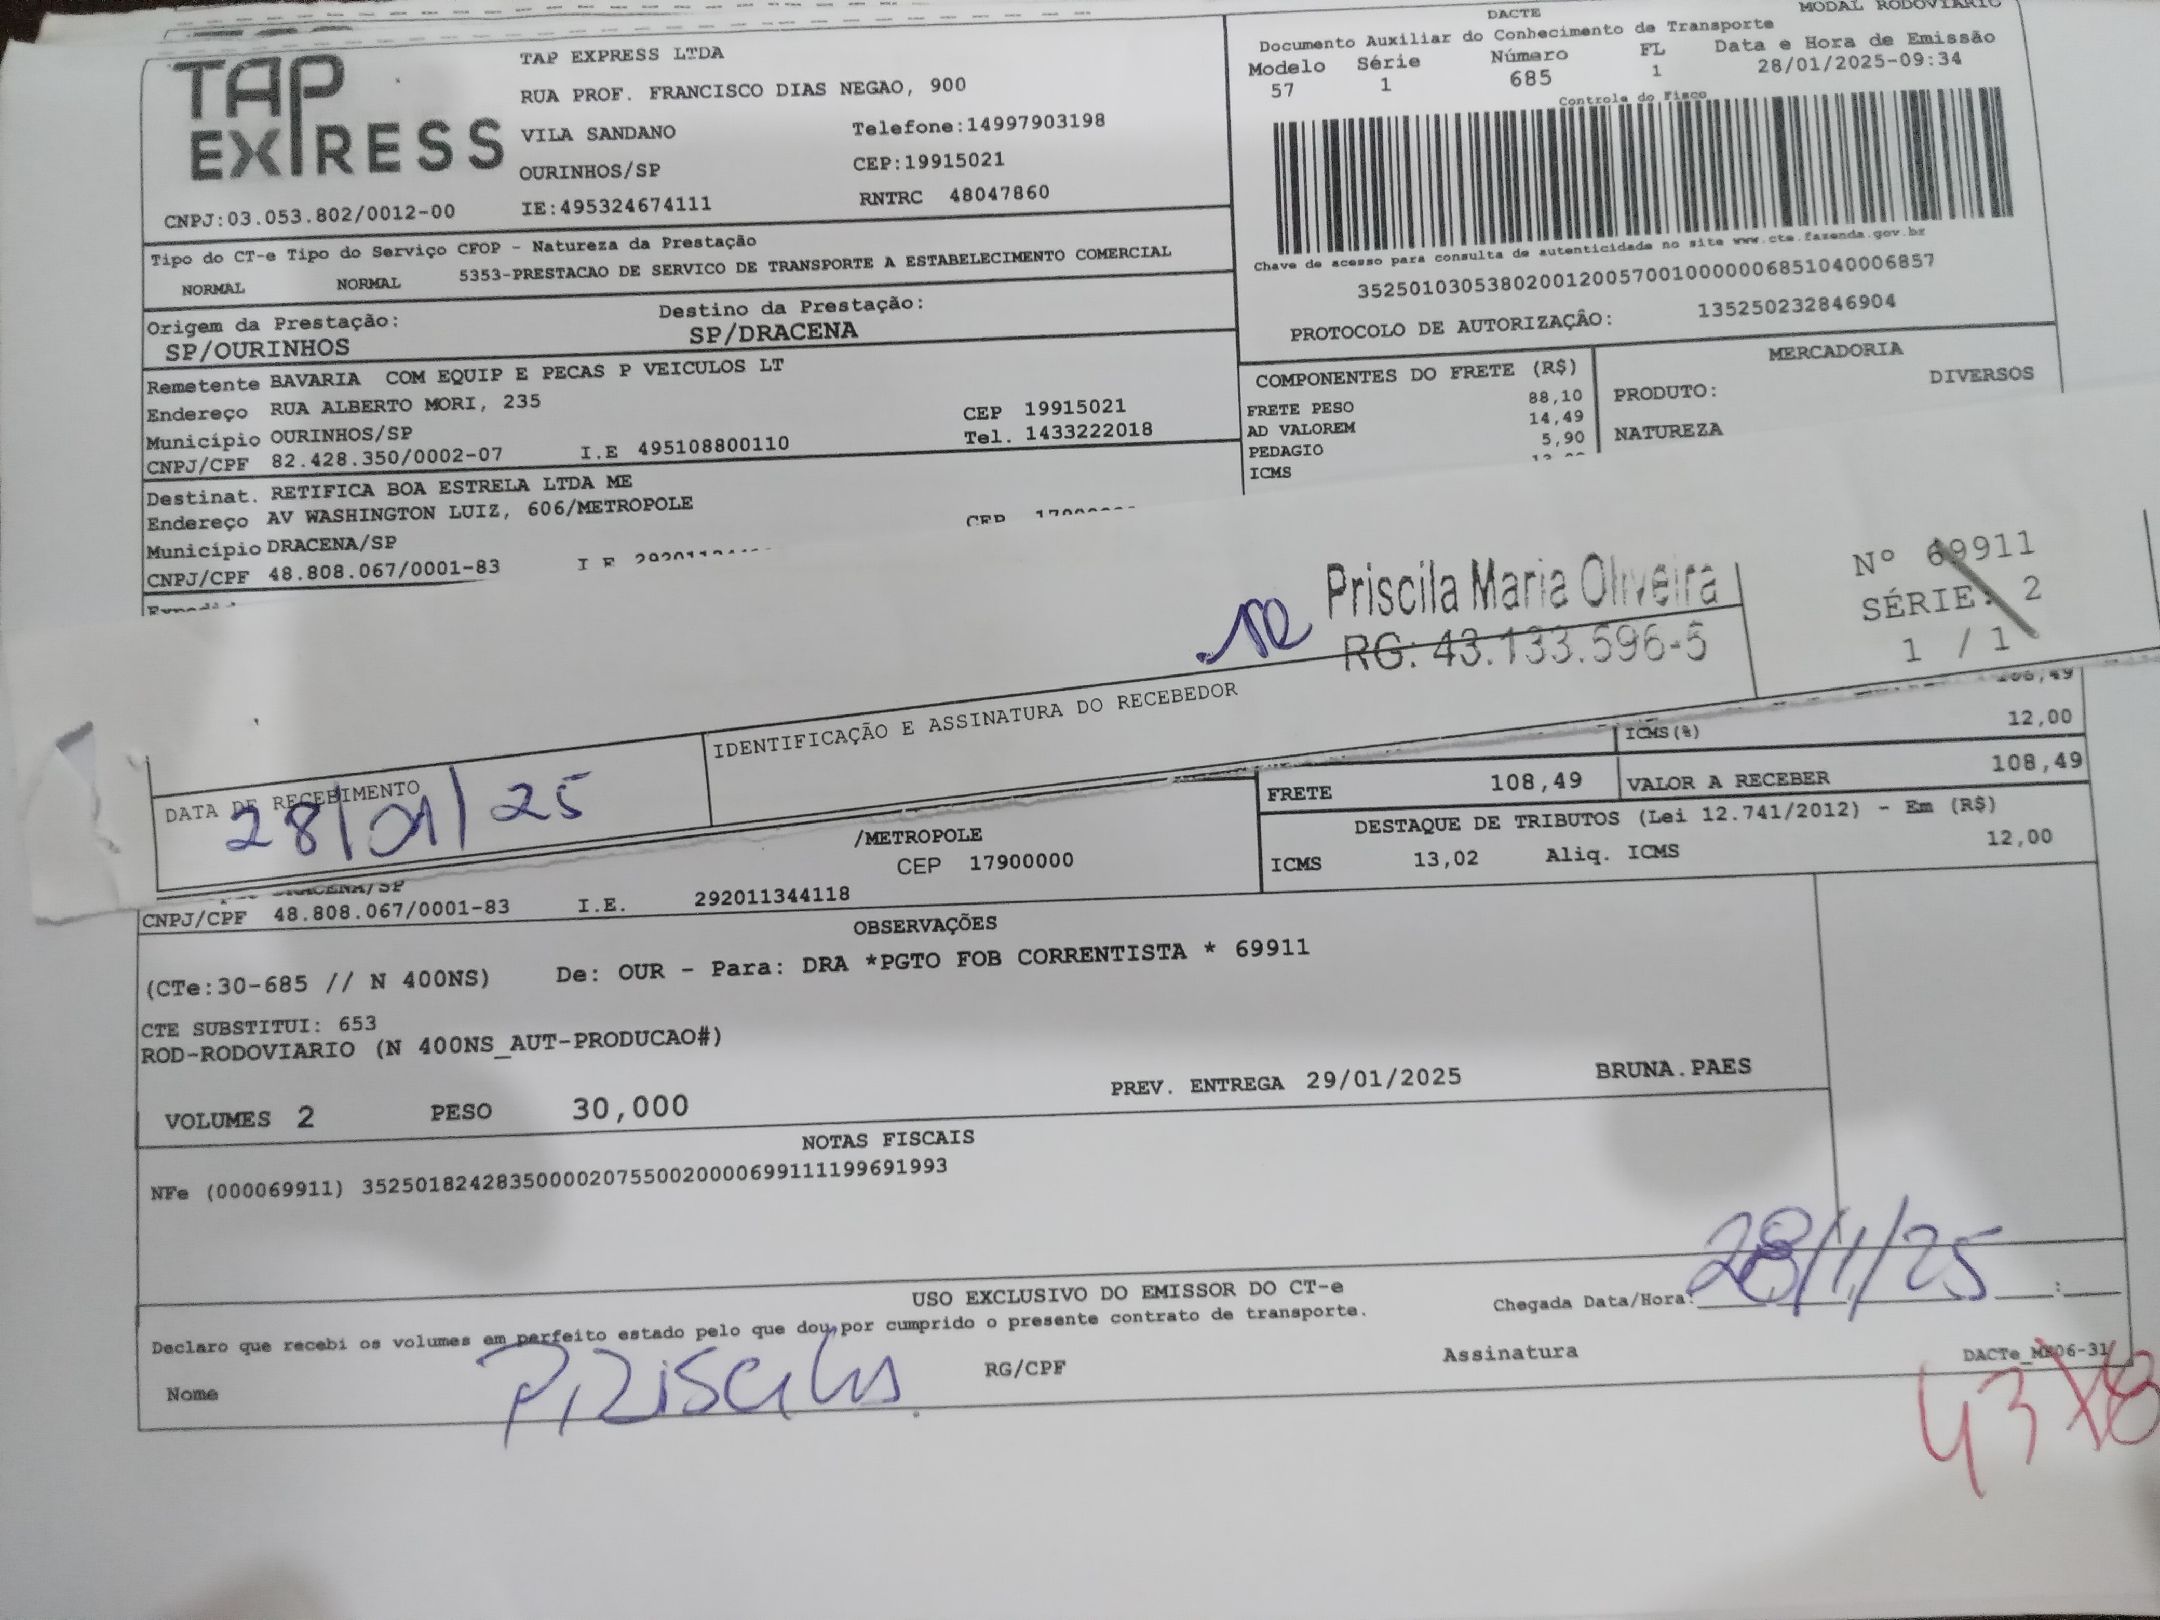 TAP EXPRESS
TAP EXPRESS LTDA
RUA PROF. FRANCISCO DIAS NEGAO, 900
VILA SANDANO Telefone:14997903198
OURINHOS/SP CEP:19915021
CNPJ:03.053.802/0012-00 IE:495324674111 RNTRC 48047860
DACTE MODAL RODOVIARIO
Documento Auxiliar do Conhecimento de Transporte
Modelo Série Número FL Data e Hora de Emissão
57 1 685 1 28/01/2025-09:34
Controle do Fisco
Chave de acesso para consulta de autenticidade no site www.cte.fazenda.gov.br
35250103053802001200570010000006851040006857
PROTOCOLO DE AUTORIZAÇÂO: 135250232846904
Tipo do CT-e Tipo do Serviço CFOP - Natureza da Prestação
NORMAL NORMAL 5353-PRESTACAO DE SERVICO DE TRANSPORTE A ESTABELECIMENTO COMERCIAL
Origem da Prestação: Destino da Prestação:
SP/OURINHOS SP/DRACENA
Remetente BAVARIA COM EQUIP E PECAS P VEICULOS LT
Endereço RUA ALBERTO MORI, 235 CEP 19915021
Município OURINHOS/SP Tel. 1433222018
CNPJ/CPF 82.428.350/0002-07 I.E 495108800110
COMPONENTES DO FRETE (R$)
FRETE PESO 88,10
AD VALOREM 14,49
PEDAGIO 5,90
ICMS
MERCADORIA
PRODUTO: DIVERSOS
NATUREZA
Destinat. RETIFICA BOA ESTRELA LTDA ME
Endereço AV WASHINGTON LUIZ, 606/METROPOLE CEP
Município DRACENA/SP
CNPJ/CPF 48.808.067/0001-83
Priscila Maria Oliveira
RG: 43.133.596-5
Nº 69911
SÉRIE: 2
1 / 1
DATA DE RECEBIMENTO
28/01/25
IDENTIFICAÇÃO E ASSINATURA DO RECEBEDOR
108,49
ICMS(%) 12,00
FRETE 108,49 VALOR A RECEBER 108,49
DESTAQUE DE TRIBUTOS (Lei 12.741/2012) - Em (R$)
ICMS 13,02 Aliq. ICMS 12,00
/METROPOLE
CEP 17900000
DRACENA/SP
CNPJ/CPF 48.808.067/0001-83 I.E. 292011344118
OBSERVAÇÕES
(CTe:30-685 // N 400NS) De: OUR - Para: DRA *PGTO FOB CORRENTISTA * 69911
CTE SUBSTITUI: 653
ROD-RODOVIARIO (N 400NS_AUT-PRODUCAO#)
VOLUMES 2 PESO 30,000 PREV. ENTREGA 29/01/2025 BRUNA.PAES
NOTAS FISCAIS
NFe (000069911) 35250182428350000207550020000699111199691993
USO EXCLUSIVO DO EMISSOR DO CT-e
Declaro que recebi os volumes em perfeito estado pelo que dou por cumprido o presente contrato de transporte.
Chegada Data/Hora: 28/1/25
Nome Priscila RG/CPF Assinatura